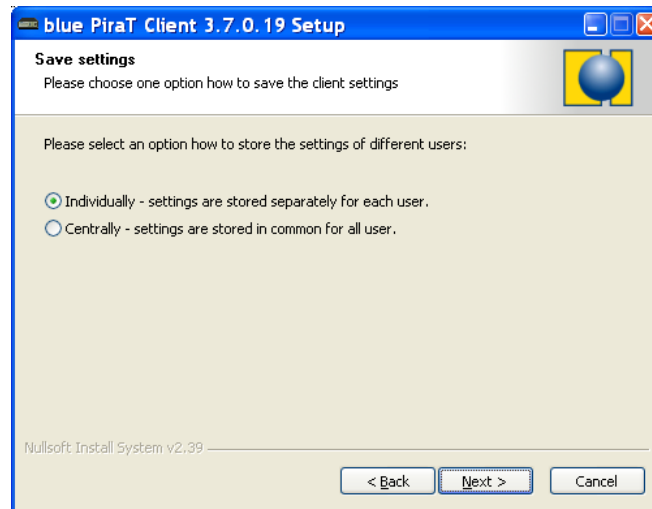 blue PiraT Client 3.7.0.19 Setup
Save settings
Please choose one option how to save the client settings
Please select an option how to store the settings of different users:
Individually - settings are stored separately for each user.
Centrally - settings are stored in common for all user.
Nullsoft Install System v2.39
< Back Next > Cancel